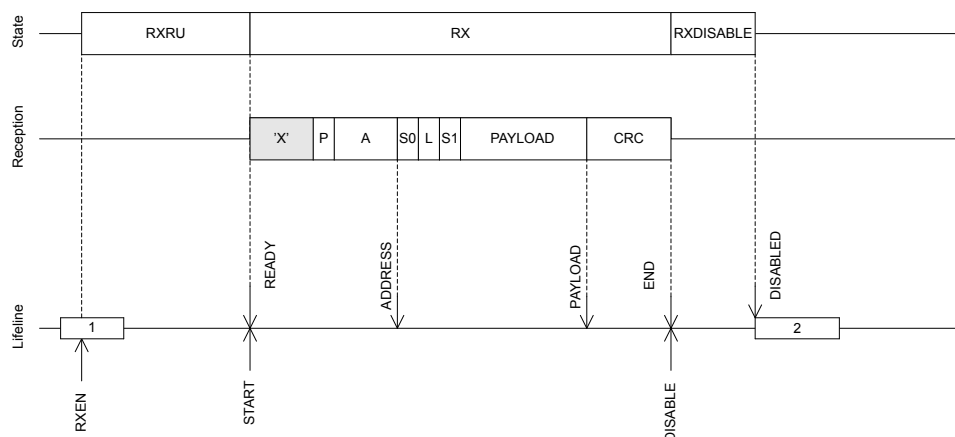 State
RXRU
RX
RXDISABLE
Reception
'X'
P
A
S0
L
S1
PAYLOAD
CRC
READY
ADDRESS
PAYLOAD
END
DISABLED
Lifeline
1
2
RXEN
START
DISABLE